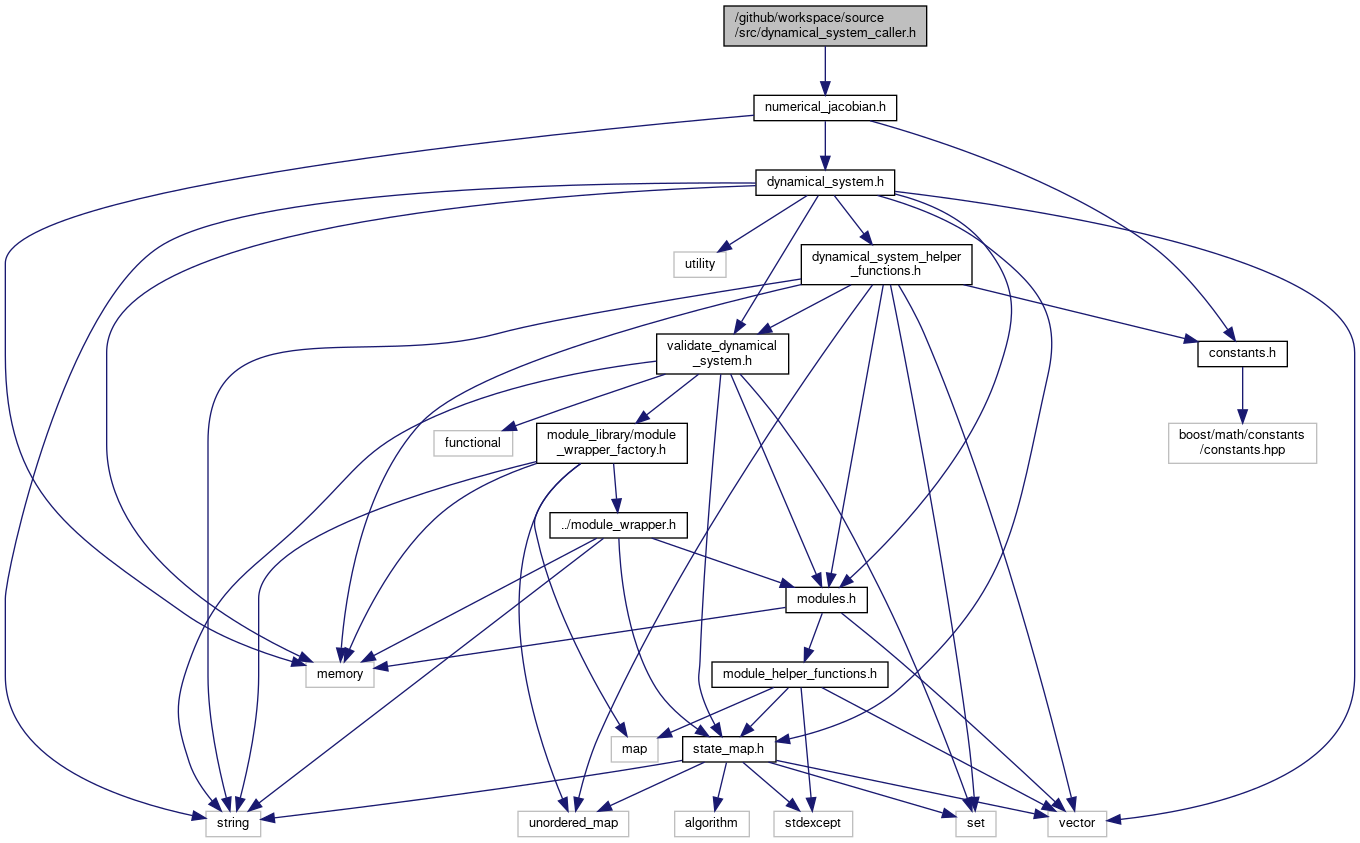 /github/workspace/source
/src/dynamical_system_caller.h
numerical_jacobian.h
dynamical_system.h
utility
dynamical_system_helper
_functions.h
validate_dynamical
_system.h
constants.h
functional
module_library/module
_wrapper_factory.h
boost/math/constants
/constants.hpp
../module_wrapper.h
modules.h
memory
module_helper_functions.h
map
state_map.h
string
unordered_map
algorithm
stdexcept
set
vector